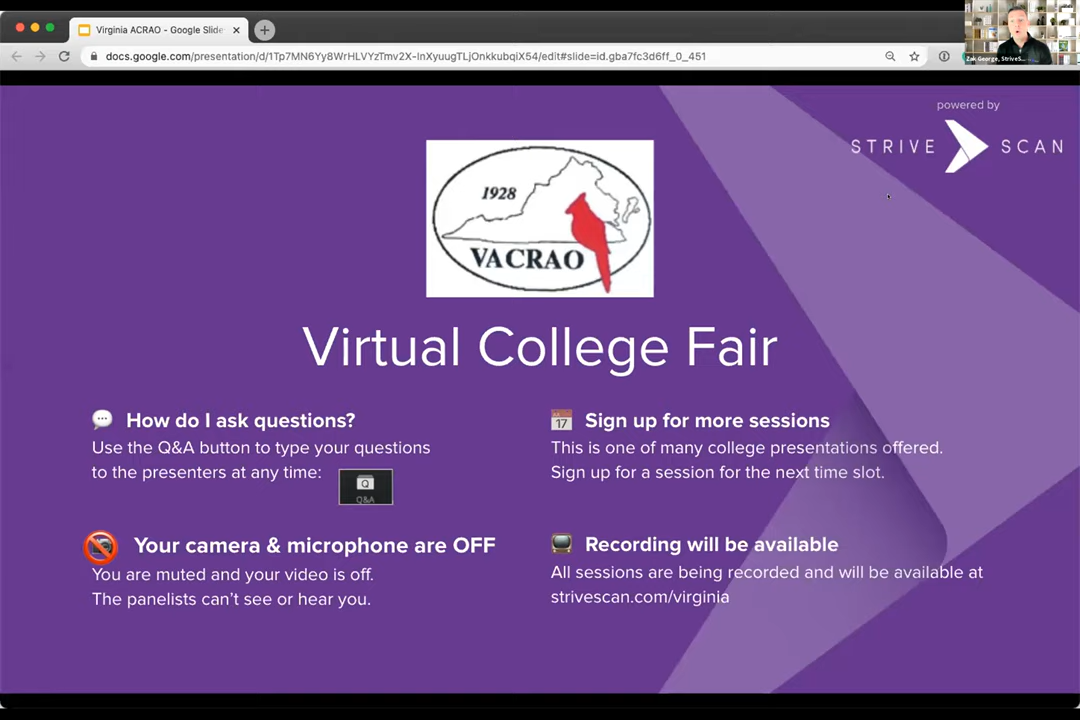 Virginia ACRAO - Google Slide
docs.google.com/presentation/d/1Tp7MN6Yy8WrHLVYzTmv2X-InXyuugTLjOnkkubqiX54/edit#slide=id.gba7fc3d6ff_0_451
Zak George, StriveS...
powered by
STRIVE SCAN
1928
VACRAO
Virtual College Fair
How do I ask questions?
Use the Q&A button to type your questions
to the presenters at any time:
Q
Q&A
Your camera & microphone are OFF
You are muted and your video is off.
The panelists can't see or hear you.
17
Sign up for more sessions
This is one of many college presentations offered.
Sign up for a session for the next time slot.
Recording will be available
All sessions are being recorded and will be available at
strivescan.com/virginia